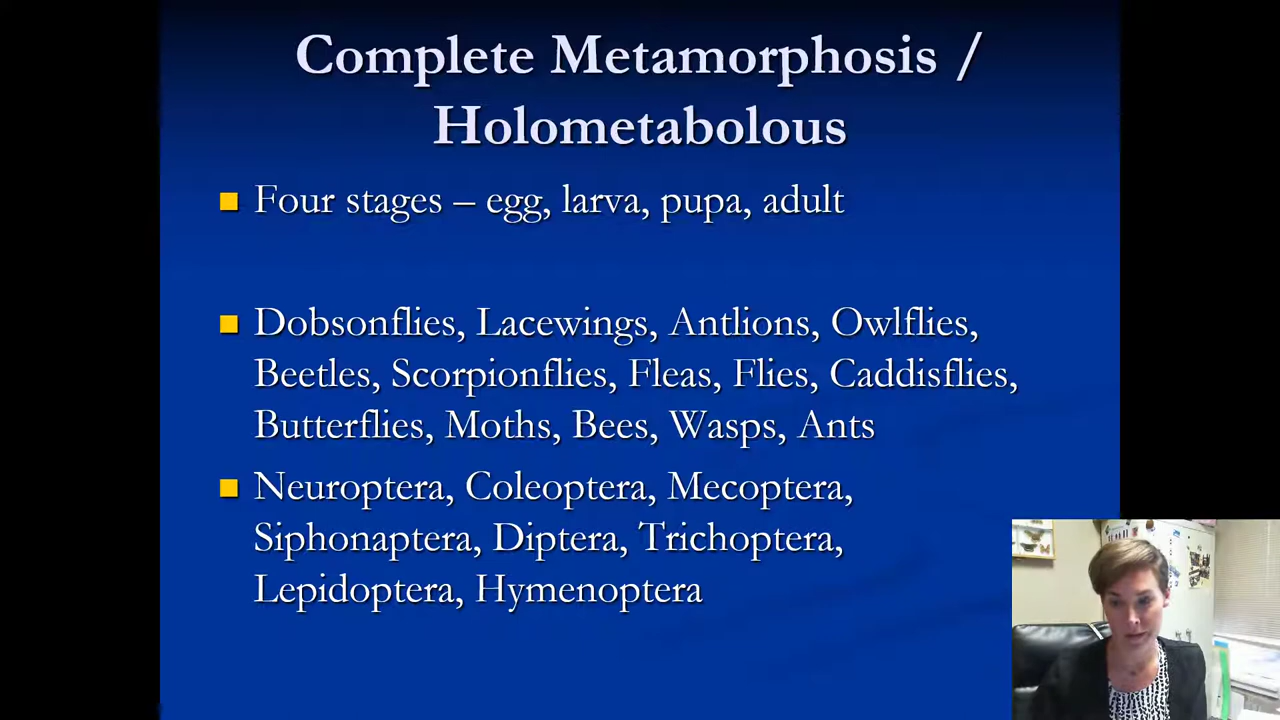 Complete Metamorphosis /
Holometabolous
Four stages – egg, larva, pupa, adult
Dobsonflies, Lacewings, Antlions, Owlflies,
Beetles, Scorpionflies, Fleas, Flies, Caddisflies,
Butterflies, Moths, Bees, Wasps, Ants
Neuroptera, Coleoptera, Mecoptera,
Siphonaptera, Diptera, Trichoptera,
Lepidoptera, Hymenoptera